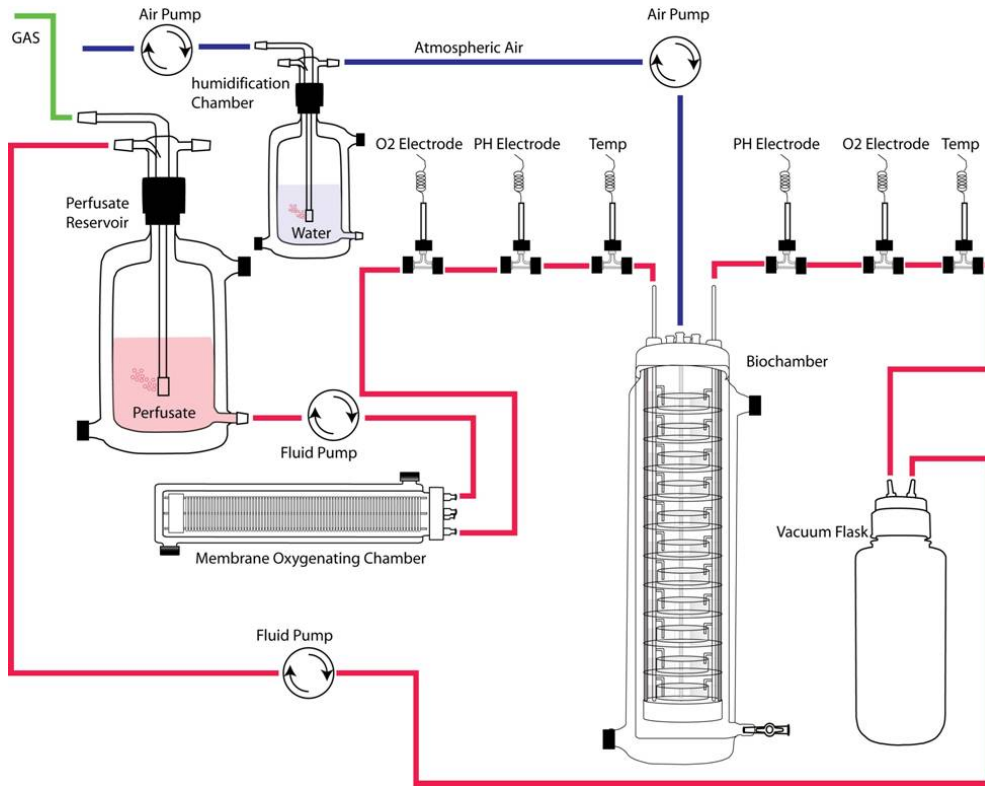 Air Pump
Air Pump
GAS
Atmospheric Air
humidification
Chamber
O2 Electrode
PH Electrode
Temp
PH Electrode
O2 Electrode
Temp
Perfusate
Reservoir
Water
Biochamber
Perfusate
Fluid Pump
Vacuum Flask
Membrane Oxygenating Chamber
Fluid Pump